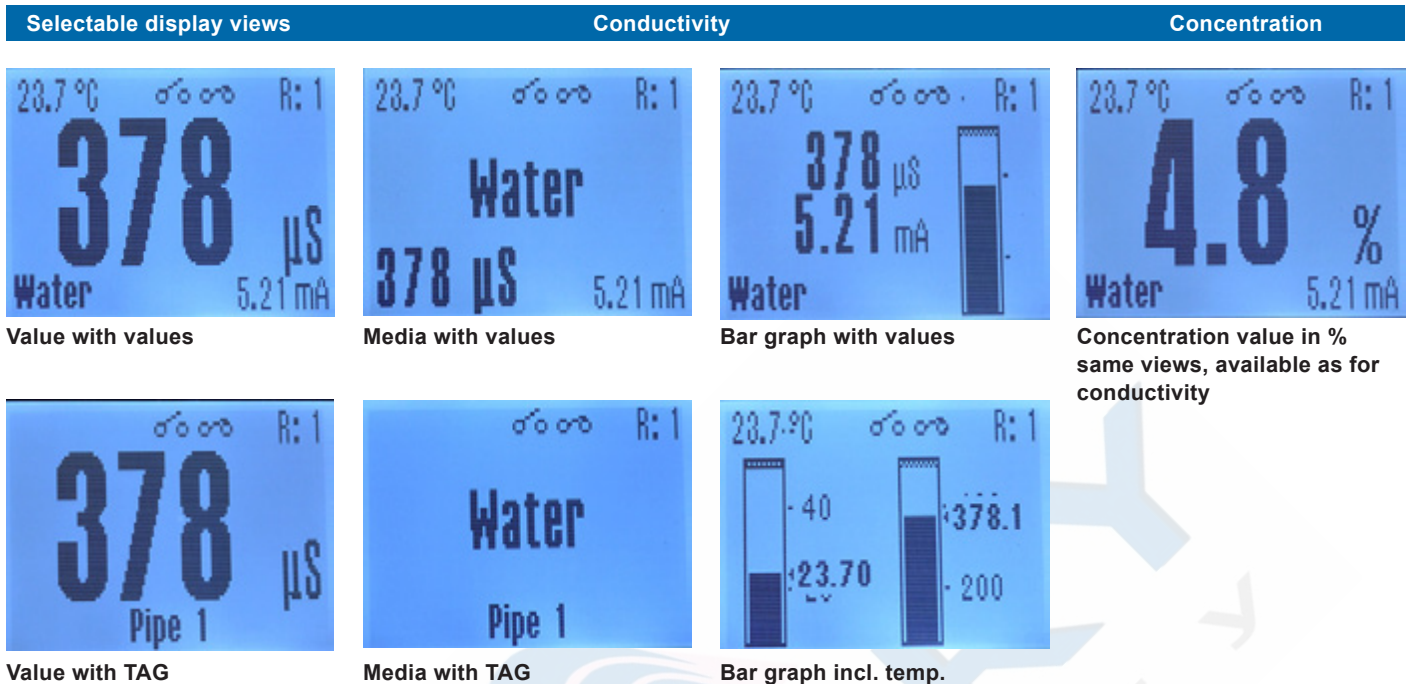 Selectable display views Conductivity Concentration
23.7 °C R: 1
378 µS
Water 5.21 mA
Value with values
23.7 °C R: 1
Water
378 µS 5.21 mA
Media with values
23.7 °C R: 1
378 µS
5.21 mA
Water
Bar graph with values
23.7 °C R: 1
4.8 %
Water 5.21 mA
Concentration value in %
same views, available as for
conductivity
R: 1
378 µS
Pipe 1
Value with TAG
R: 1
Water
Pipe 1
Media with TAG
23.7 °C R: 1
40 378.1
23.70 200
Bar graph incl. temp.